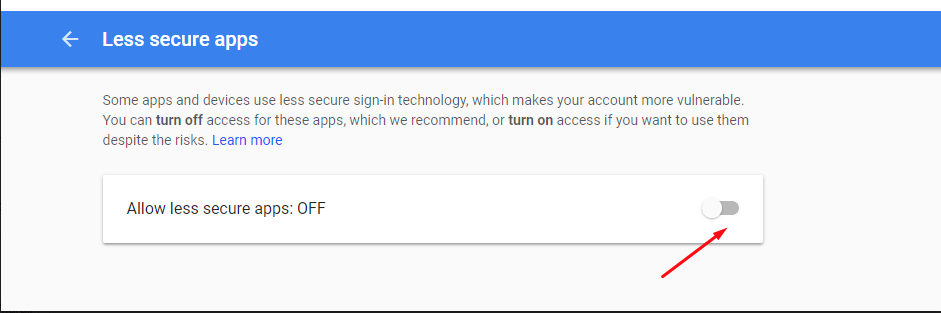 Less secure apps
Some apps and devices use less secure sign-in technology, which makes your account more vulnerable.
You can turn off access for these apps, which we recommend, or turn on access if you want to use them
despite the risks. Learn more
Allow less secure apps: OFF